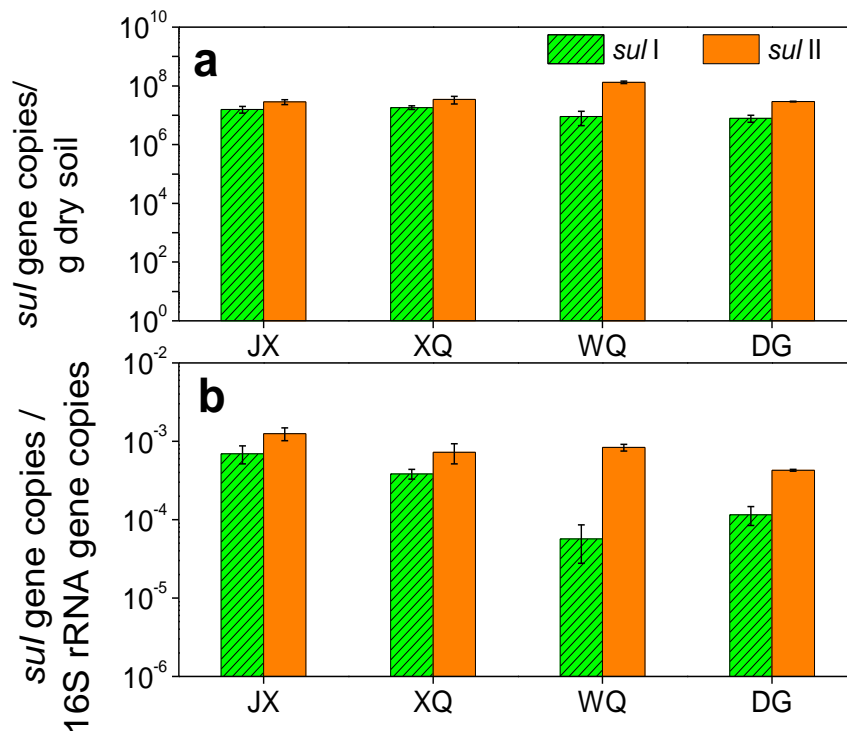 a
sul I
sul II
sul gene copies/
g dry soil
10^10
10^8
10^6
10^4
10^2
10^0
JX XQ WQ DG
b
sul gene copies /
16S rRNA gene copies
10^-2
10^-3
10^-4
10^-5
10^-6
JX XQ WQ DG